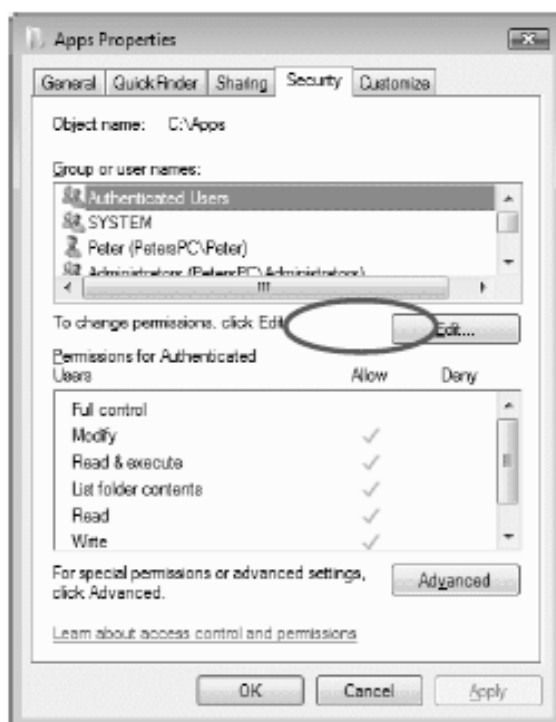 Apps Properties
General QuickFinder Sharing Security Customize
Object name: C:\Apps
Group or user names:
Authenticated Users
SYSTEM
Peter (PetersPC\Peter)
Administrators (PetersPC\Administrators)
To change permissions, click Edit
Edit...
Permissions for Authenticated
Users Allow Deny
Full control
Modify
Read & execute
List folder contents
Read
Write
For special permissions or advanced settings,
click Advanced.
Advanced
Learn about access control and permissions
OK Cancel Apply